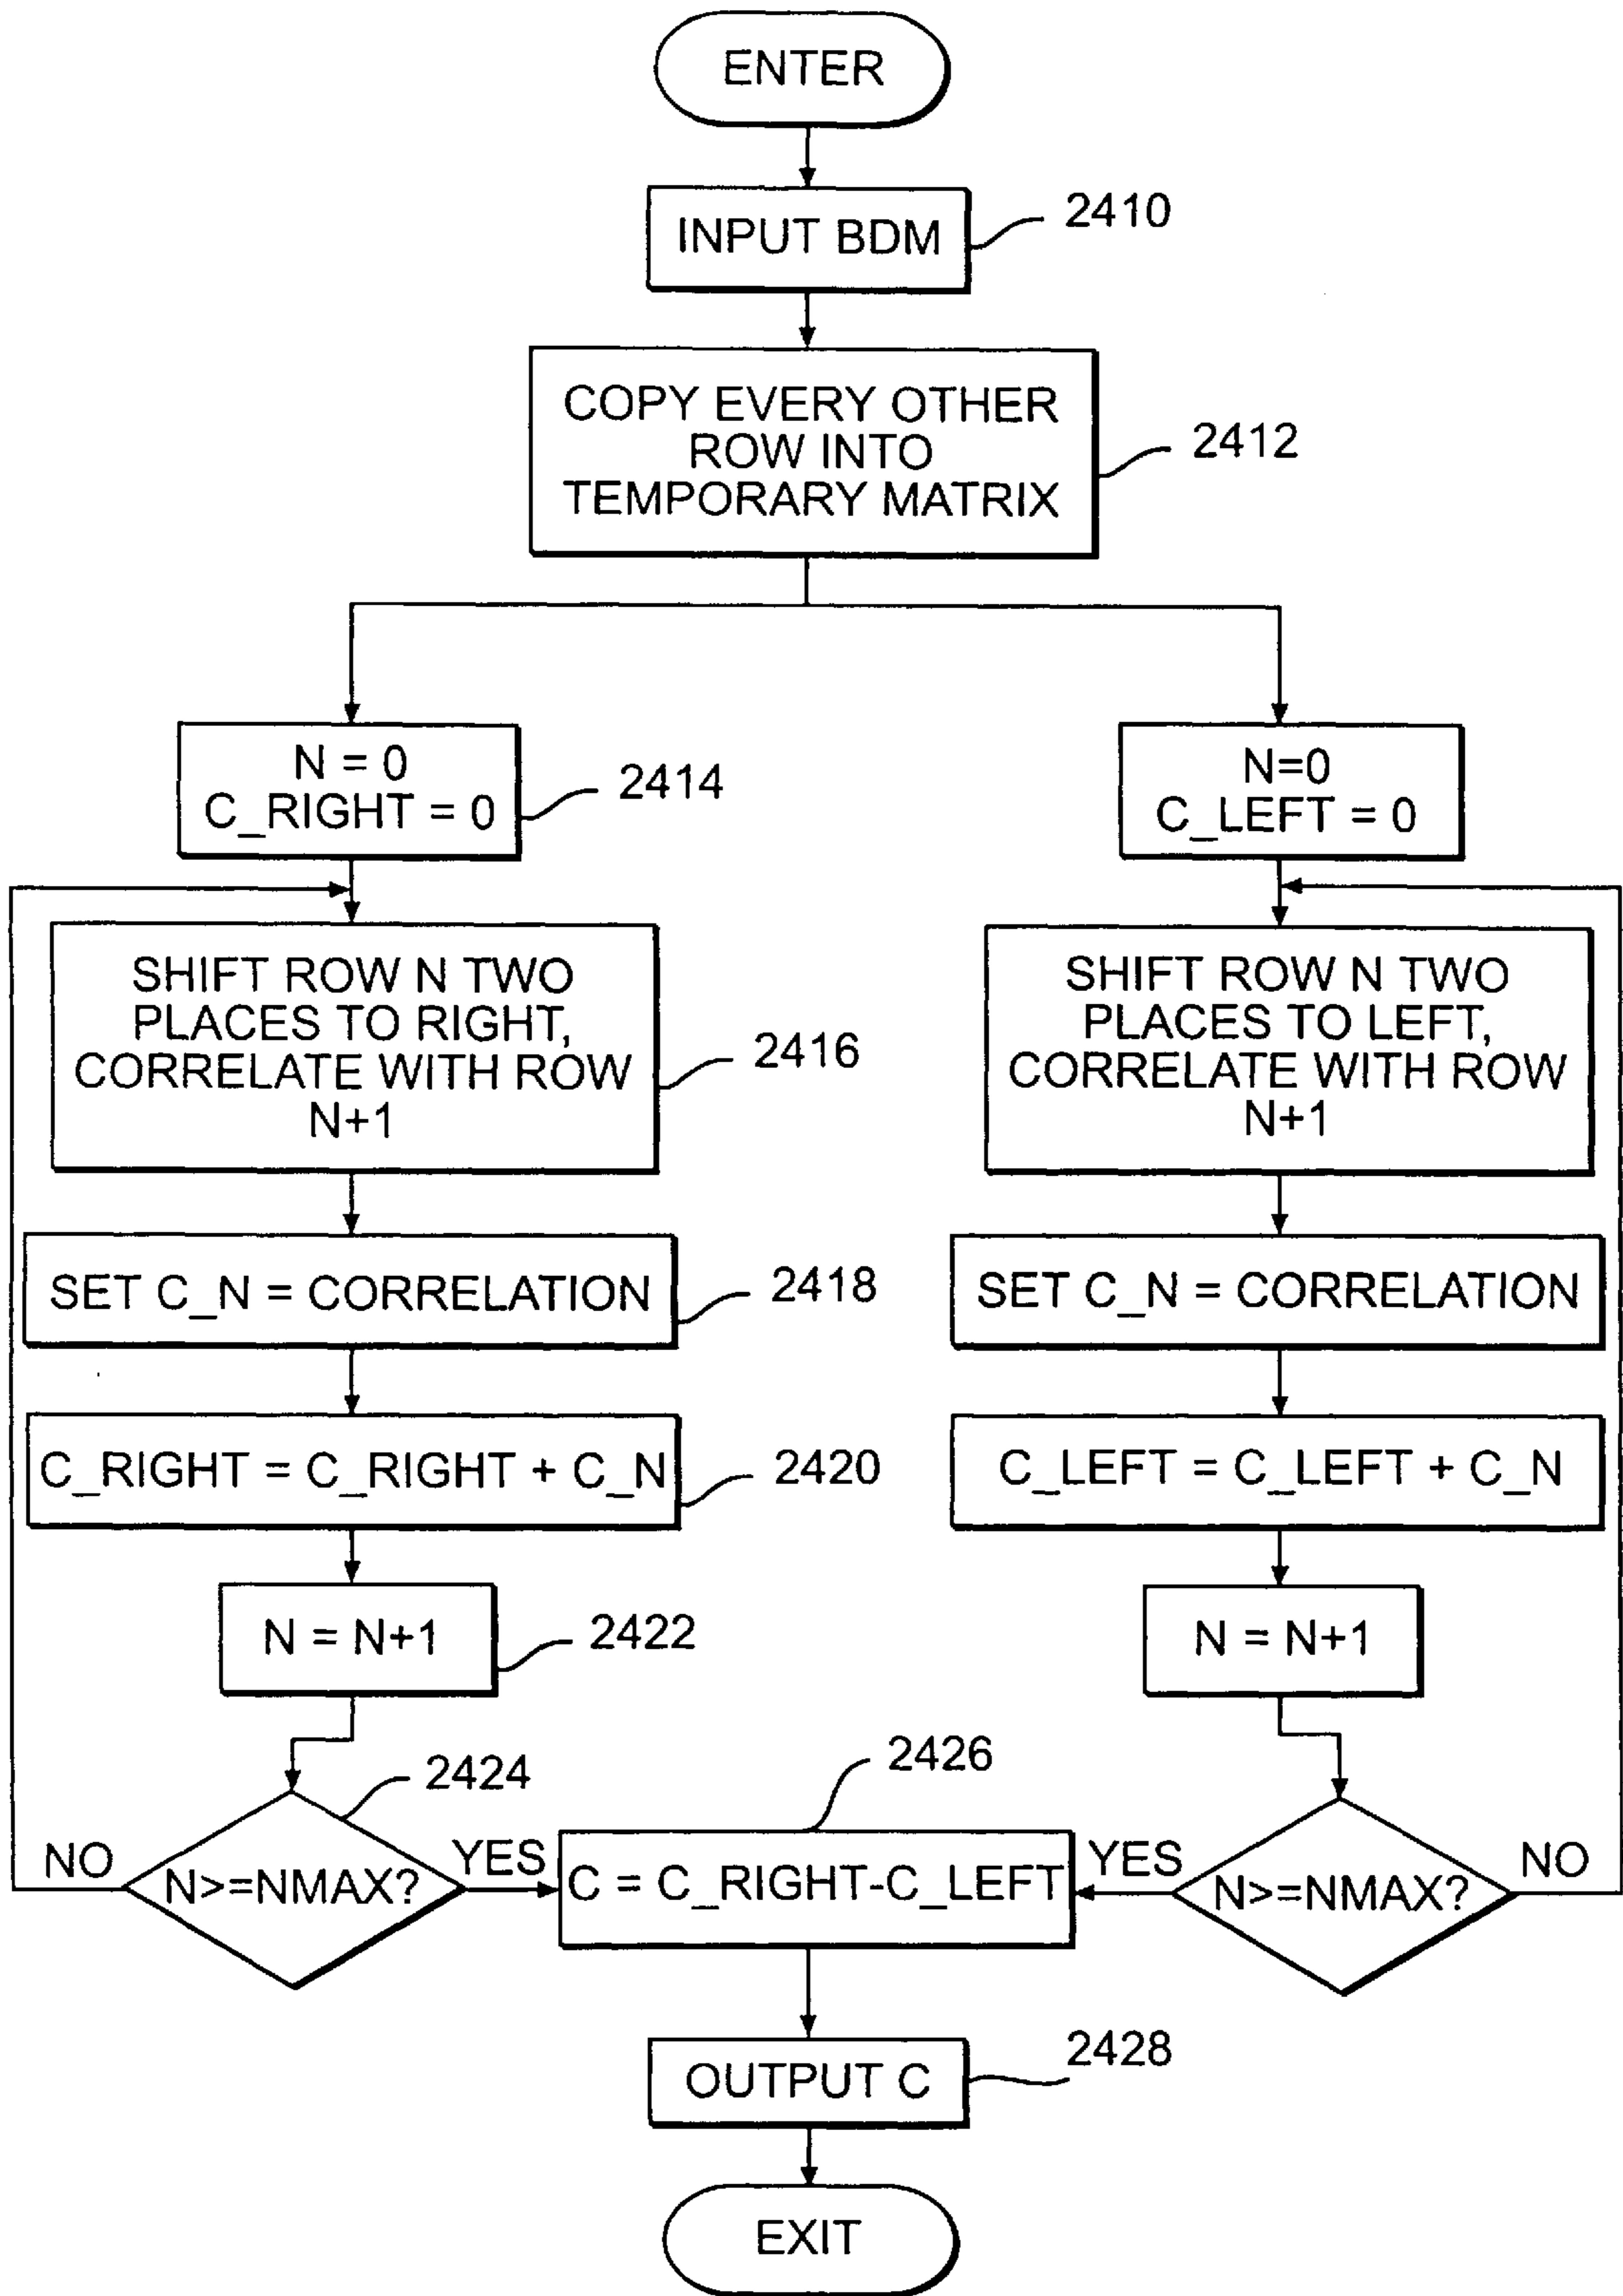 ENTER
INPUT BDM
2410
COPY EVERY OTHER
ROW INTO
TEMPORARY MATRIX
2412
N = 0
C_RIGHT = 0
2414
SHIFT ROW N TWO
PLACES TO RIGHT,
CORRELATE WITH ROW
N+1
2416
SET C_N = CORRELATION
2418
C_RIGHT = C_RIGHT + C_N
2420
N = N+1
2422
2424
NO
N>=NMAX?
YES
N=0
C_LEFT = 0
SHIFT ROW N TWO
PLACES TO LEFT,
CORRELATE WITH ROW
N+1
SET C_N = CORRELATION
C_LEFT = C_LEFT + C_N
N = N+1
N>=NMAX?
NO
YES
2426
C = C_RIGHT-C_LEFT
OUTPUT C
2428
EXIT